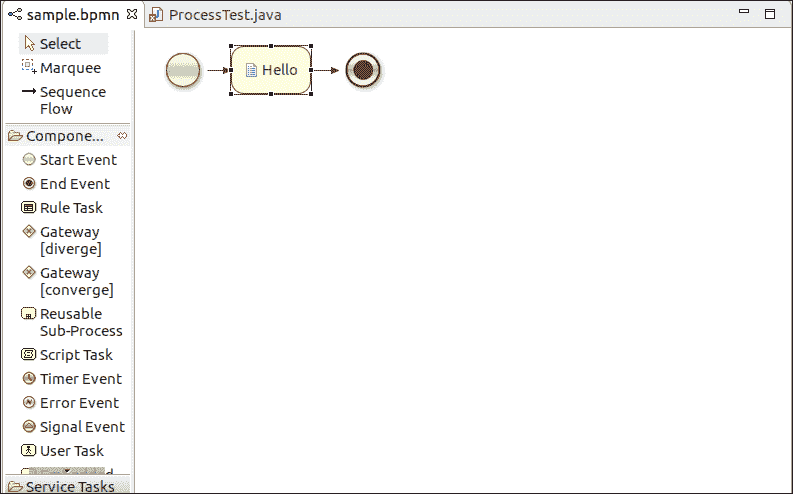 sample.bpmn
ProcessTest.java
Select
Marquee
Sequence
Flow
Hello
Compone...
Start Event
End Event
Rule Task
Gateway
[diverge]
Gateway
[converge]
Reusable
Sub-Process
Script Task
Timer Event
Error Event
Signal Event
User Task
Service Tasks